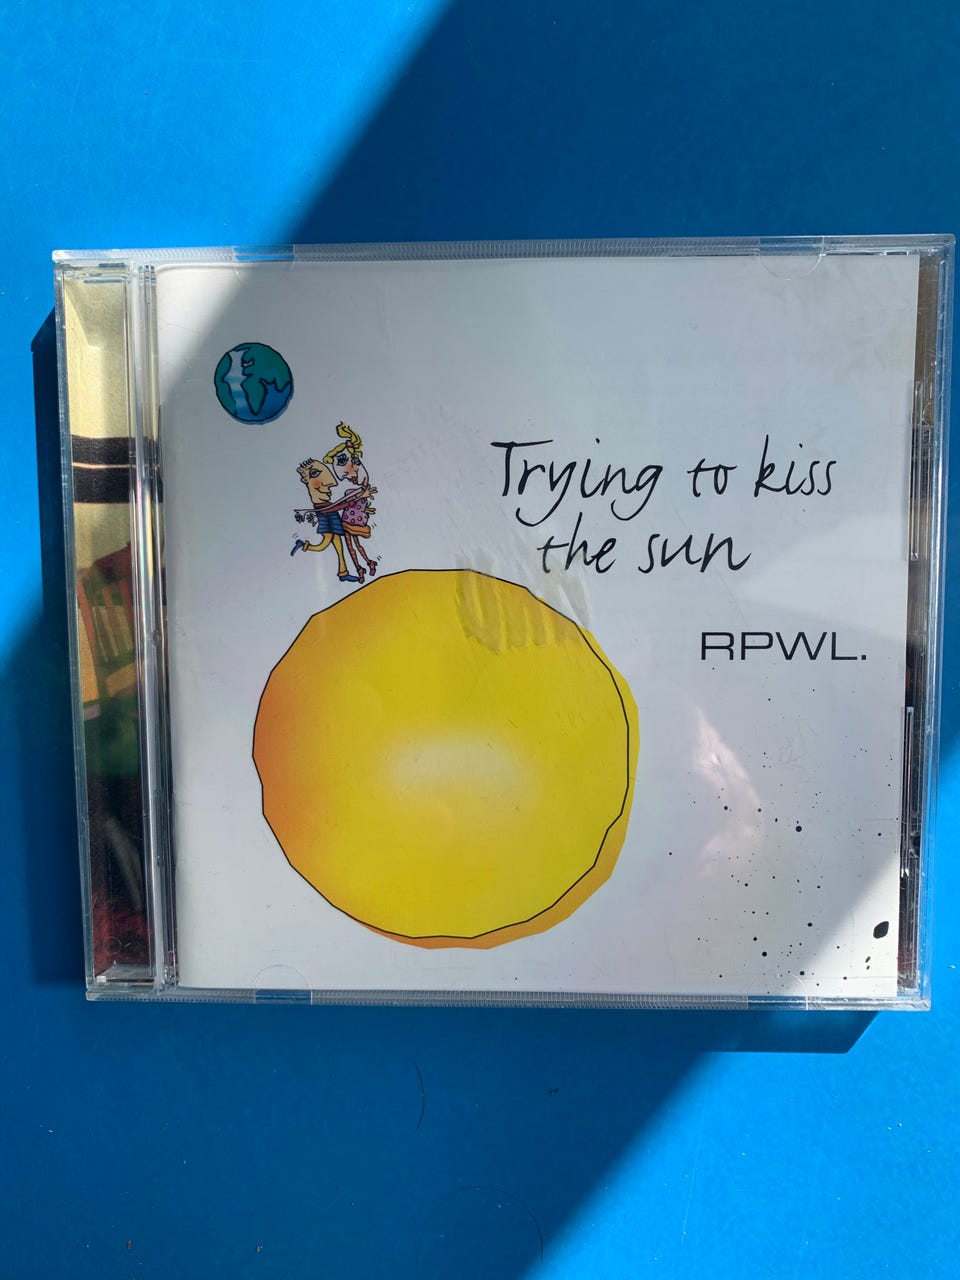 Trying to kiss
the sun
RPWL.